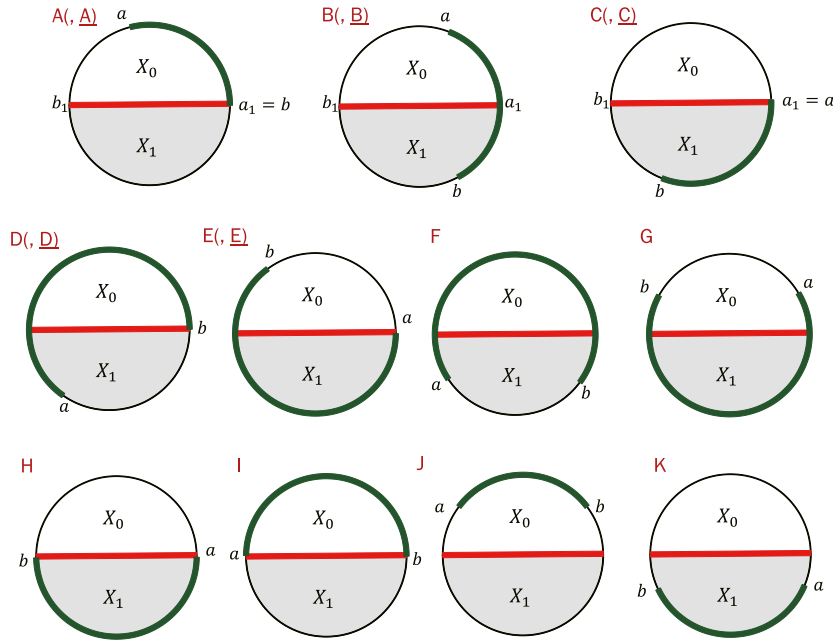 A(, A)
a
X₀
b₁
a₁ = b
X₁
B(, B)
a
X₀
b₁
a₁
X₁
b
C(, C)
X₀
b₁
a₁ = a
X₁
b
D(, D)
X₀
b
X₁
a
E(, E)
b
X₀
a
X₁
F
X₀
X₁
a
b
G
b
a
X₀
X₁
H
X₀
b
a
X₁
I
X₀
a
b
X₁
J
a
X₀
b
X₁
K
X₀
X₁
b
a